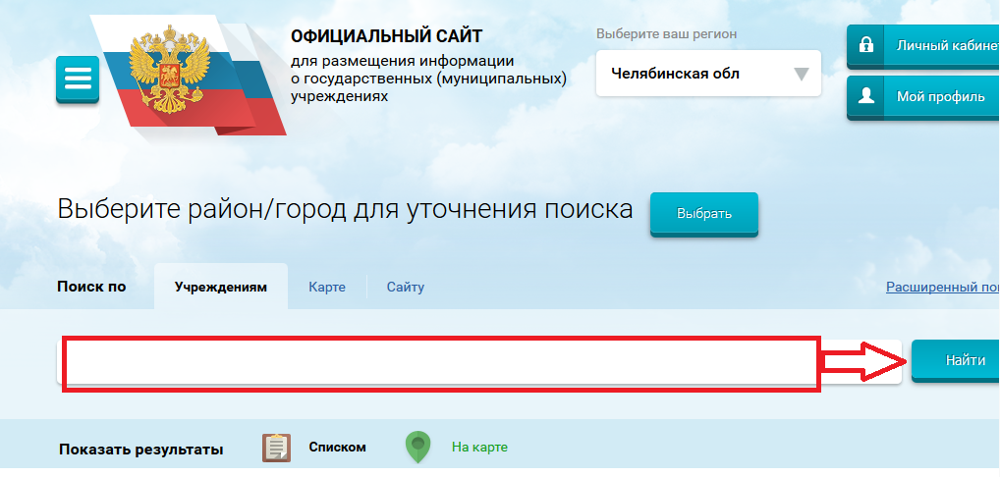 ОФИЦИАЛЬНЫЙ САЙТ
для размещения информации
о государственных (муниципальных)
учреждениях
Выберите ваш регион
Челябинская обл
Личный кабинет
Мой профиль
Выберите район/город для уточнения поиска
Выбрать
Поиск по
Учреждениям
Карте
Сайту
Расширенный по
Найти
Показать результаты
Списком
На карте